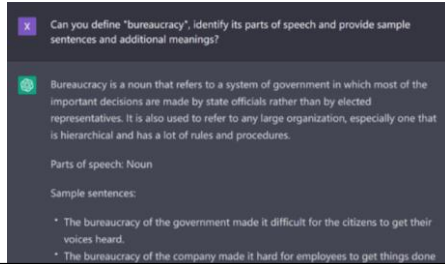 X Can you define "bureaucracy", identify its parts of speech and provide sample
sentences and additional meanings?
Bureaucracy is a noun that refers to a system of government in which most of the
important decisions are made by state officials rather than by elected
representatives. It is also used to refer to any large organization, especially one that
is hierarchical and has a lot of rules and procedures.
Parts of speech: Noun
Sample sentences:
• The bureaucracy of the government made it difficult for the citizens to get their
voices heard.
• The bureaucracy of the company made it hard for employees to get things done